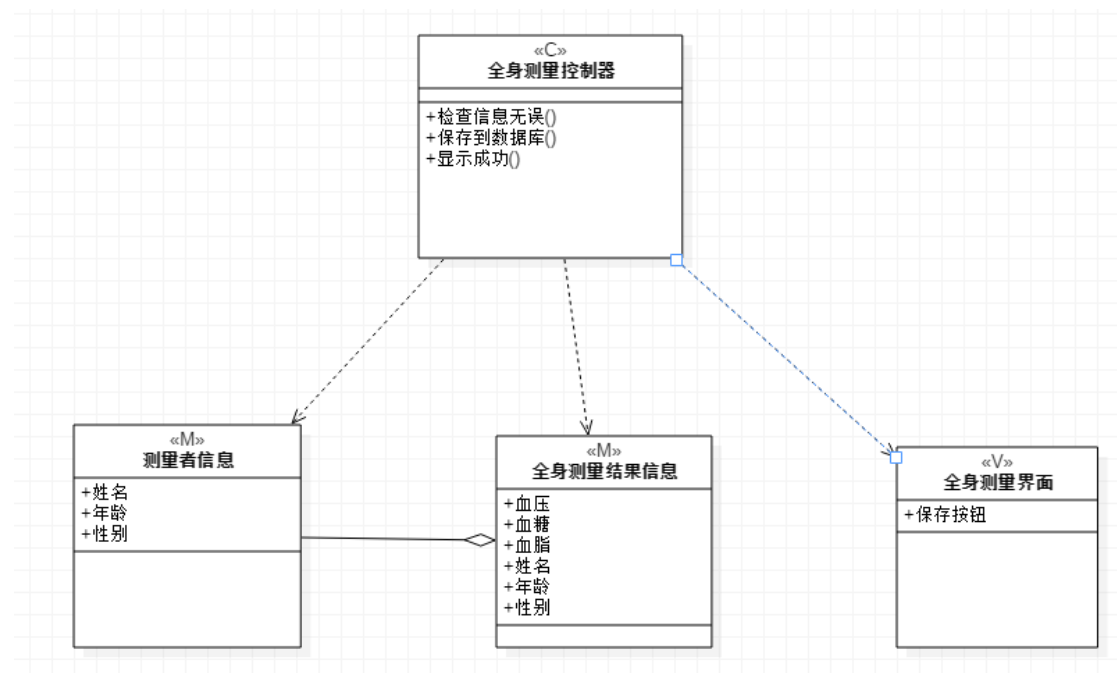 «C»
全身测量控制器
+检查信息无误()
+保存到数据库()
+显示成功()
«M»
测量者信息
+姓名
+年龄
+性别
«M»
全身测量结果信息
+血压
+血糖
+血脂
+姓名
+年龄
+性别
«V»
全身测量界面
+保存按钮